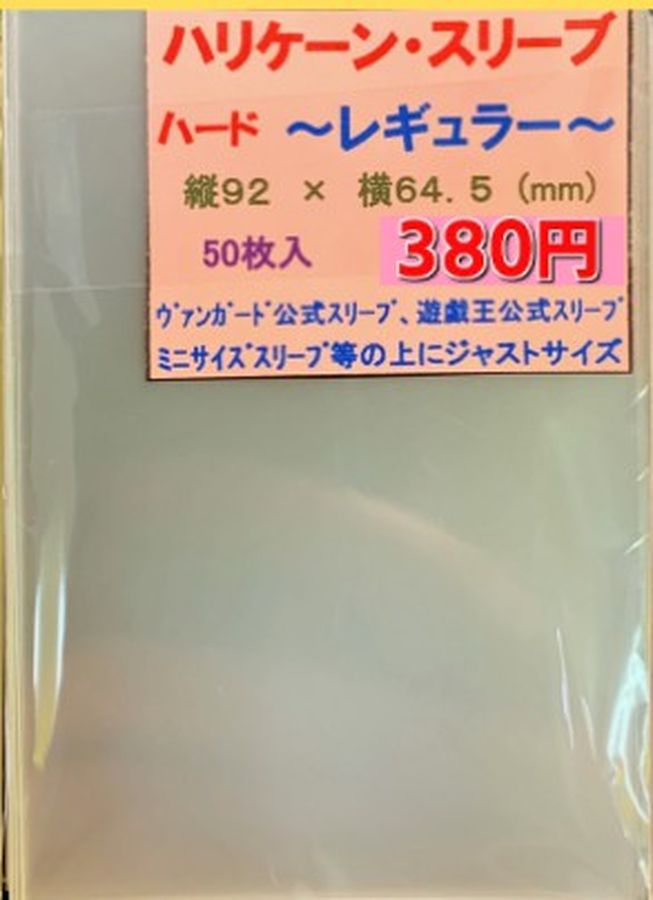 ハリケーン・スリーブ
ハード ～レギュラー～
縦92 × 横64.5 (mm)
50枚入 380円
ヴァンガード公式スリーブ、遊戯王公式スリーブ
ミニサイズスリーブ等の上にジャストサイズ